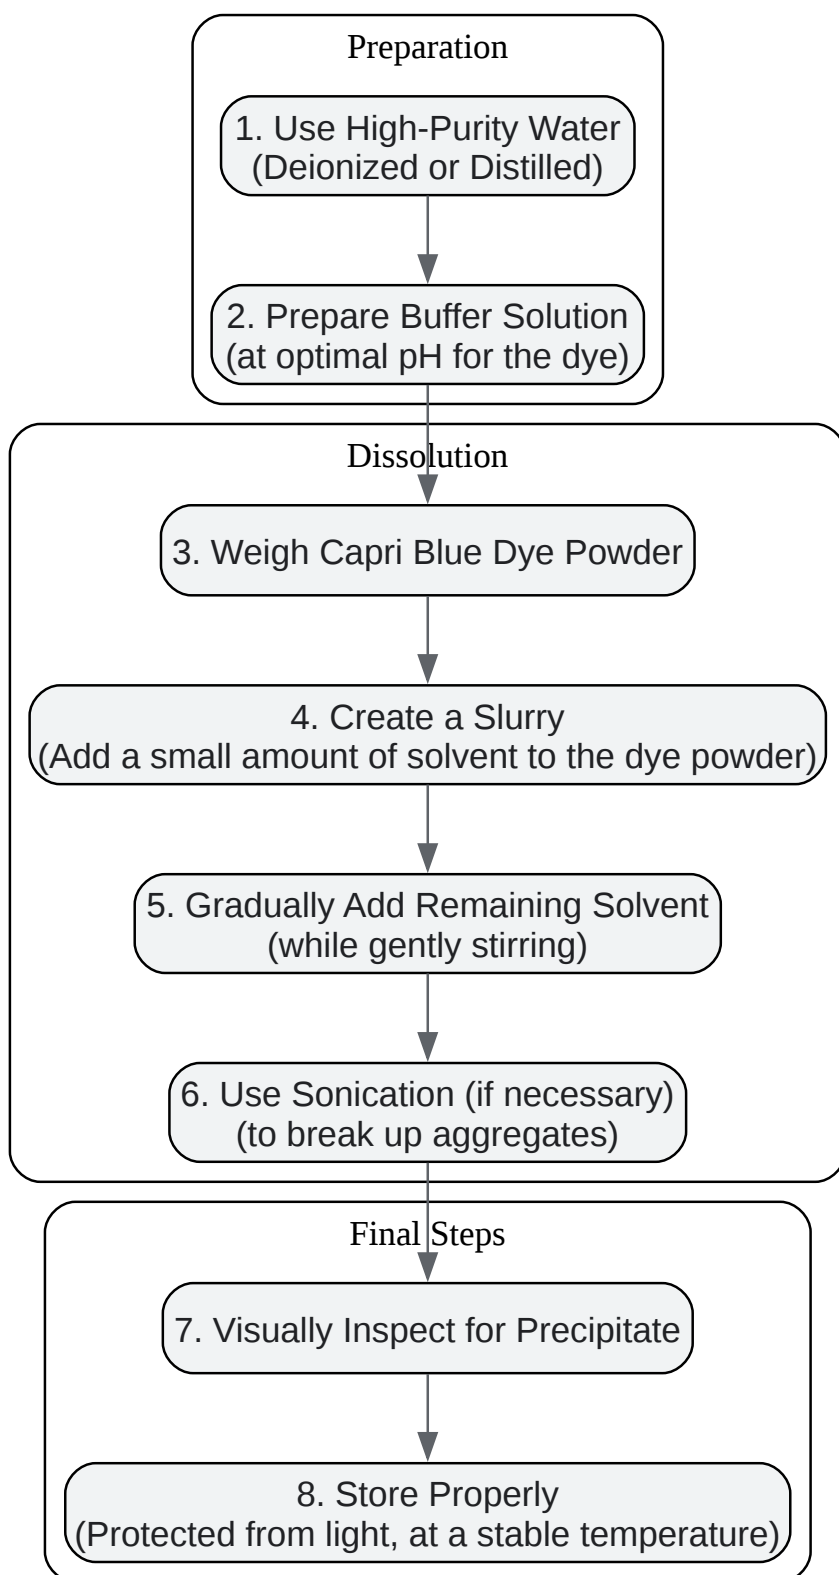 Preparation
1. Use High-Purity Water
(Deionized or Distilled)
2. Prepare Buffer Solution
(at optimal pH for the dye)
Dissolution
3. Weigh Capri Blue Dye Powder
4. Create a Slurry
(Add a small amount of solvent to the dye powder)
5. Gradually Add Remaining Solvent
(while gently stirring)
6. Use Sonication (if necessary)
(to break up aggregates)
Final Steps
7. Visually Inspect for Precipitate
8. Store Properly
(Protected from light, at a stable temperature)